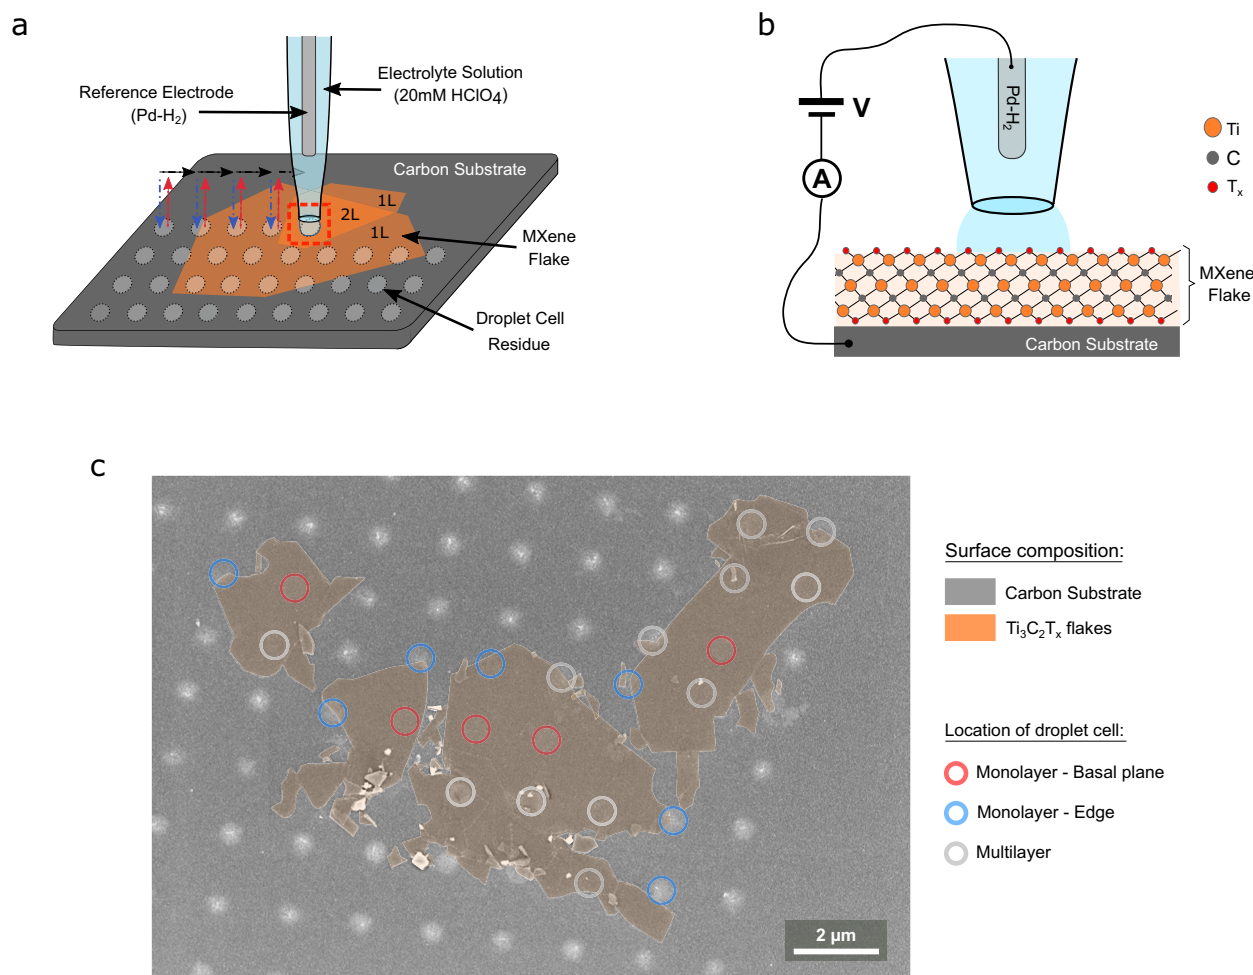 a
Reference Electrode
(Pd-H₂)
Electrolyte Solution
(20mM HClO₄)
Carbon Substrate
1L
2L
1L
MXene
Flake
Droplet Cell
Residue
b
V
A
Pd-H₂
Ti
C
Tₓ
MXene
Flake
Carbon Substrate
c
2 µm
Surface composition:
Carbon Substrate
Ti₃C₂Tₓ flakes
Location of droplet cell:
Monolayer - Basal plane
Monolayer - Edge
Multilayer